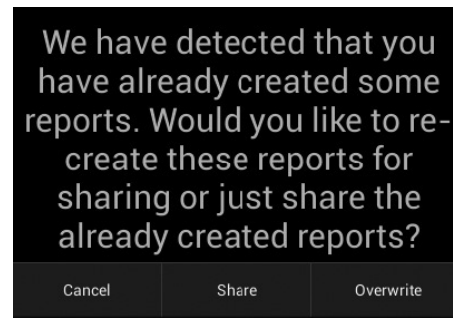 We have detected that you
have already created some
reports. Would you like to re-
create these reports for
sharing or just share the
already created reports?
Cancel Share Overwrite